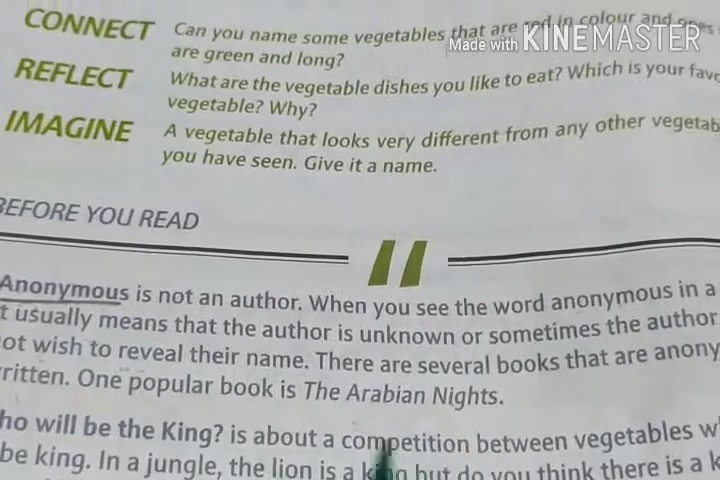 CONNECT Can you name some vegetables that are red in colour and ones
are green and long?
Made with KINEMASTER
REFLECT What are the vegetable dishes you like to eat? Which is your favo
vegetable? Why?
IMAGINE A vegetable that looks very different from any other vegetab
you have seen. Give it a name.
BEFORE YOU READ
"
Anonymous is not an author. When you see the word anonymous in a
t usually means that the author is unknown or sometimes the author
ot wish to reveal their name. There are several books that are anony
ritten. One popular book is The Arabian Nights.
ho will be the King? is about a competition between vegetables w
be king. In a jungle, the lion is a king but do you think there is a k